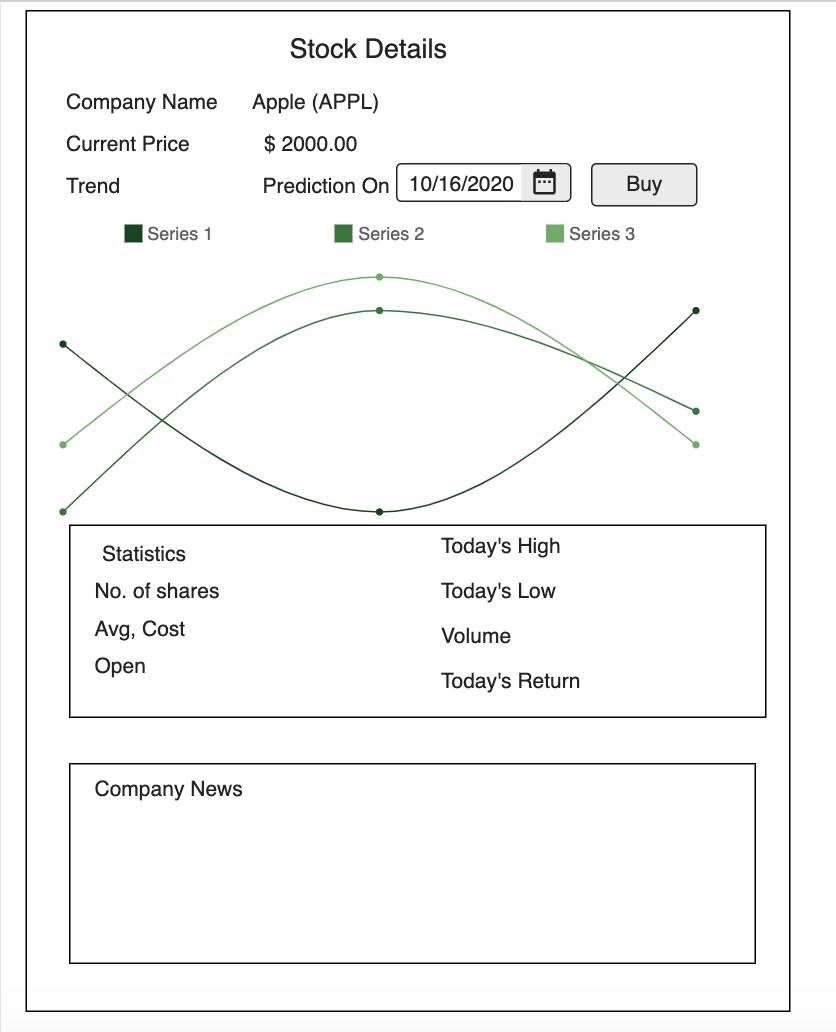 Stock Details
Company Name Apple (APPL)
Current Price $ 2000.00
Trend Prediction On 10/16/2020 Buy
Series 1 Series 2 Series 3
Statistics
No. of shares
Avg, Cost
Open
Today's High
Today's Low
Volume
Today's Return
Company News